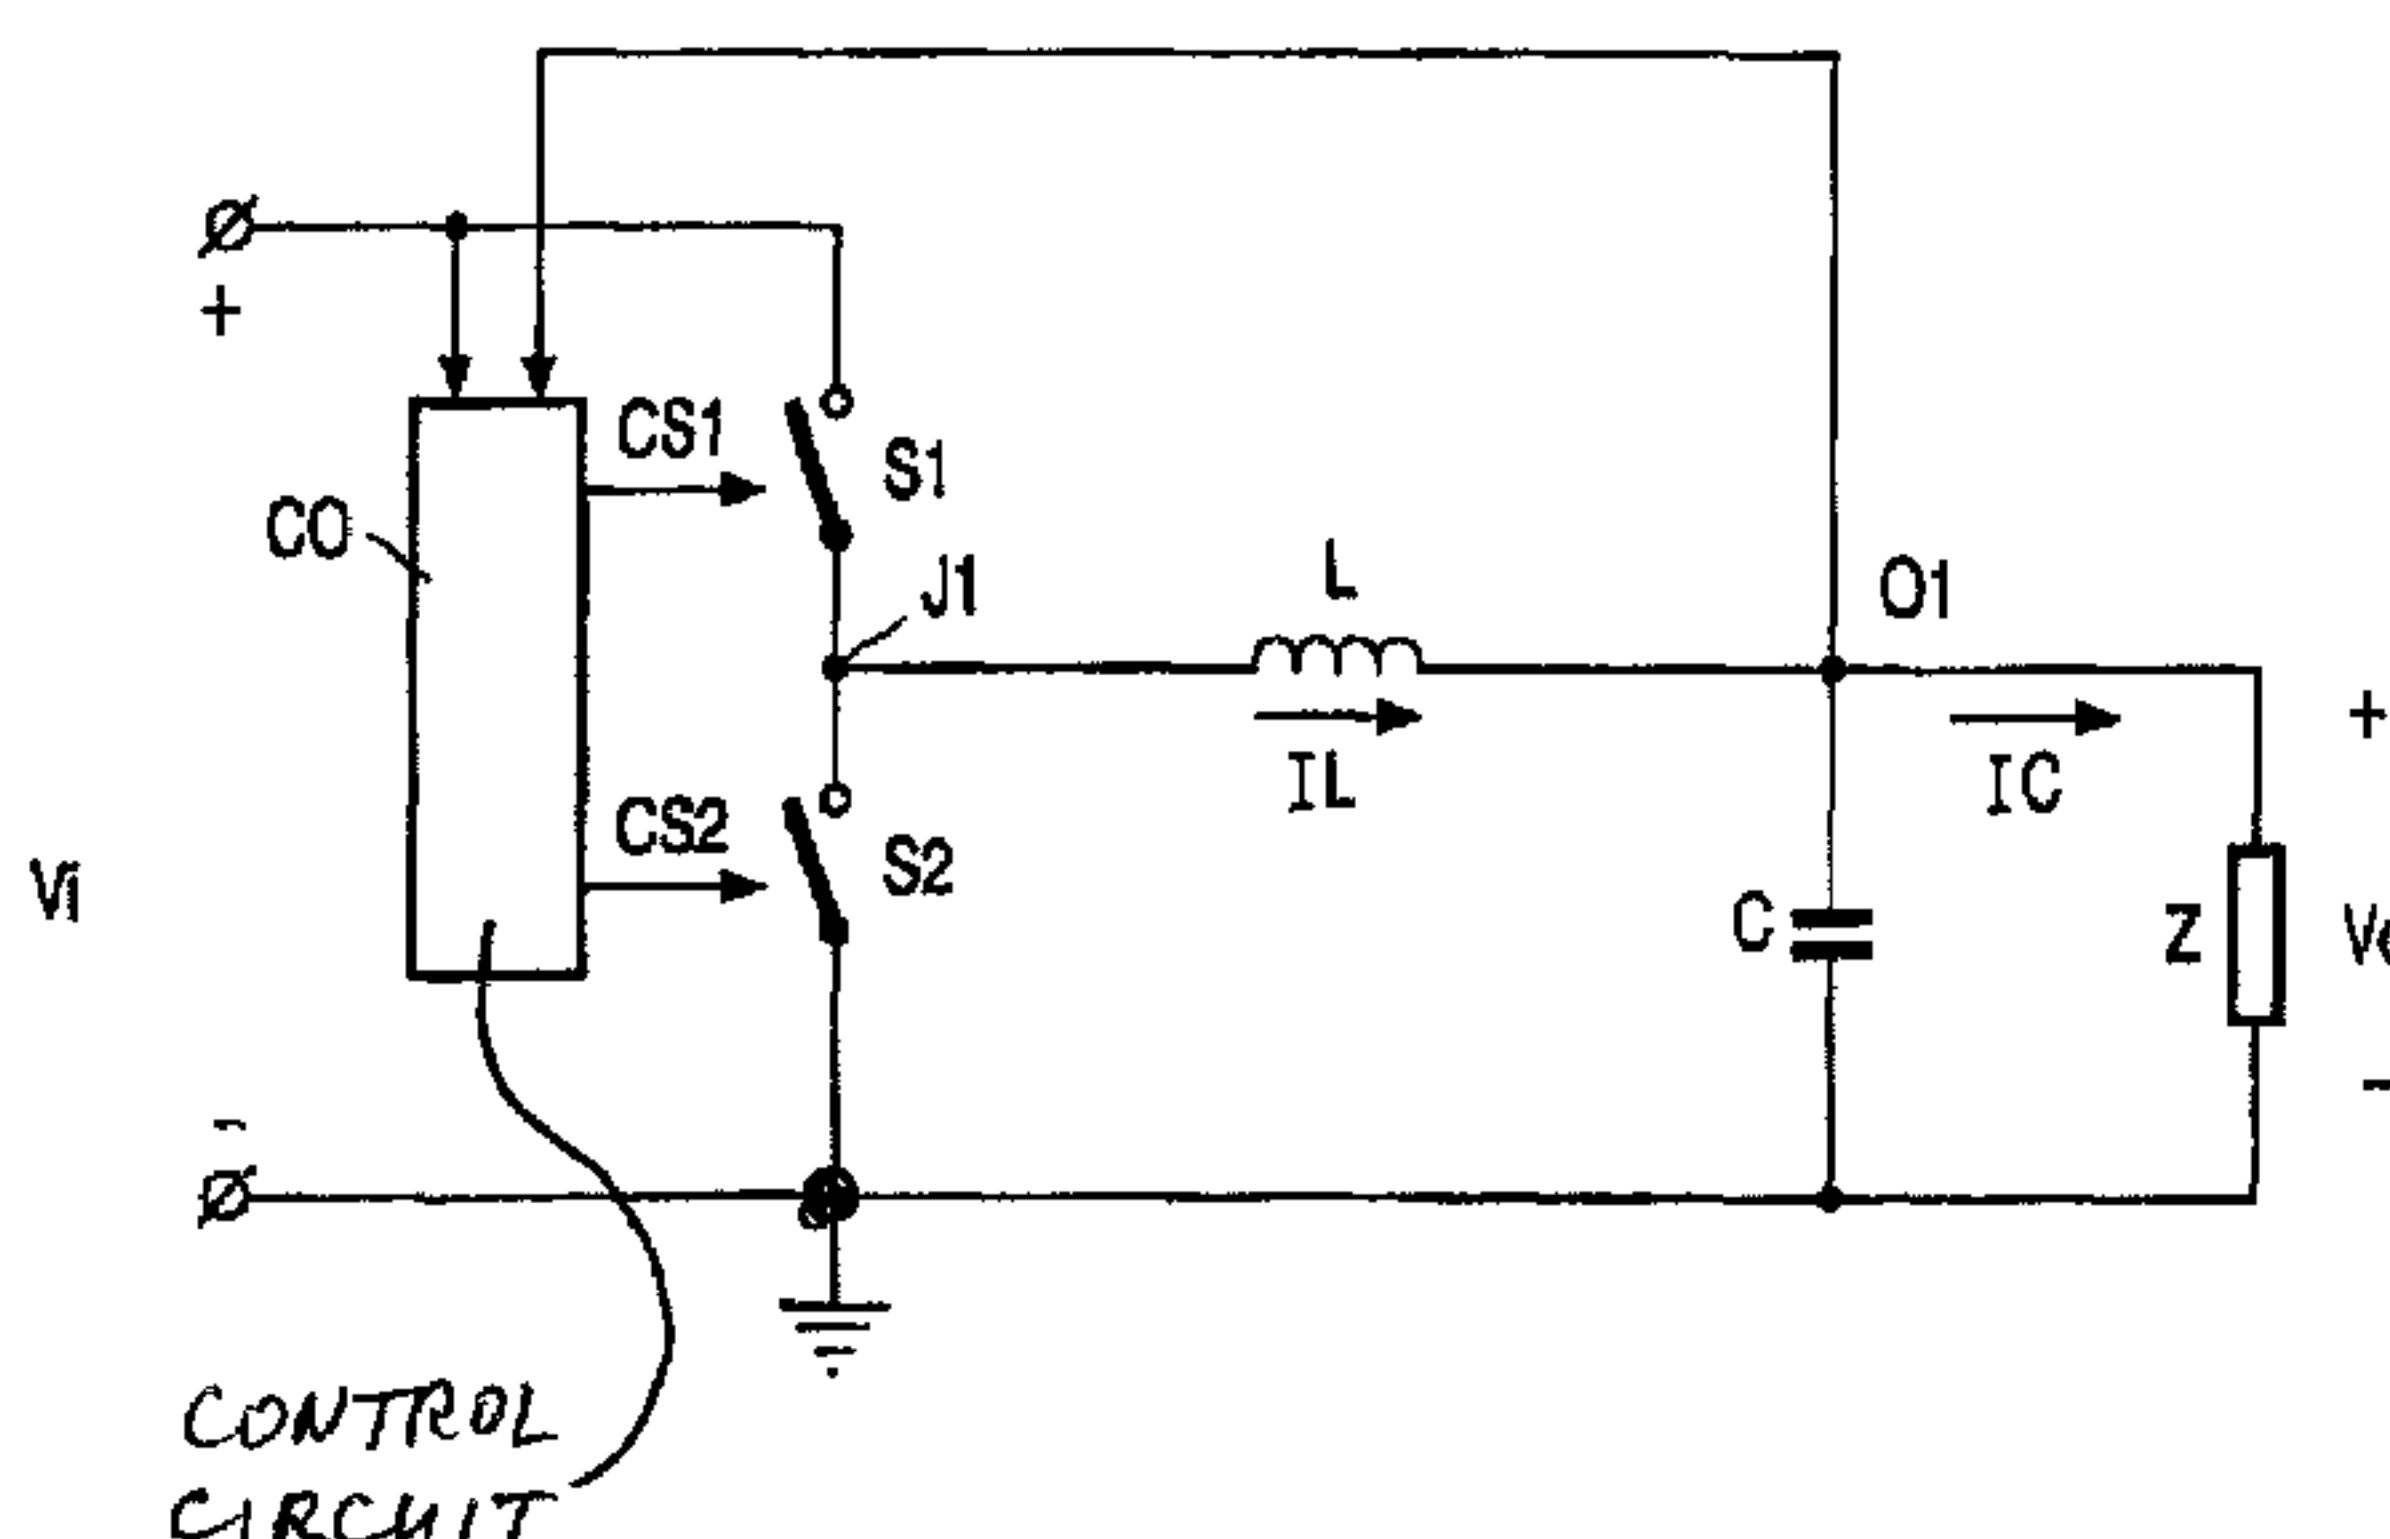 +
CS1
S1
CO
J1
L
O1
IL
IC
+
CS2
S2
Vi
C
Z
-
-
CONTROL
CIRCUIT